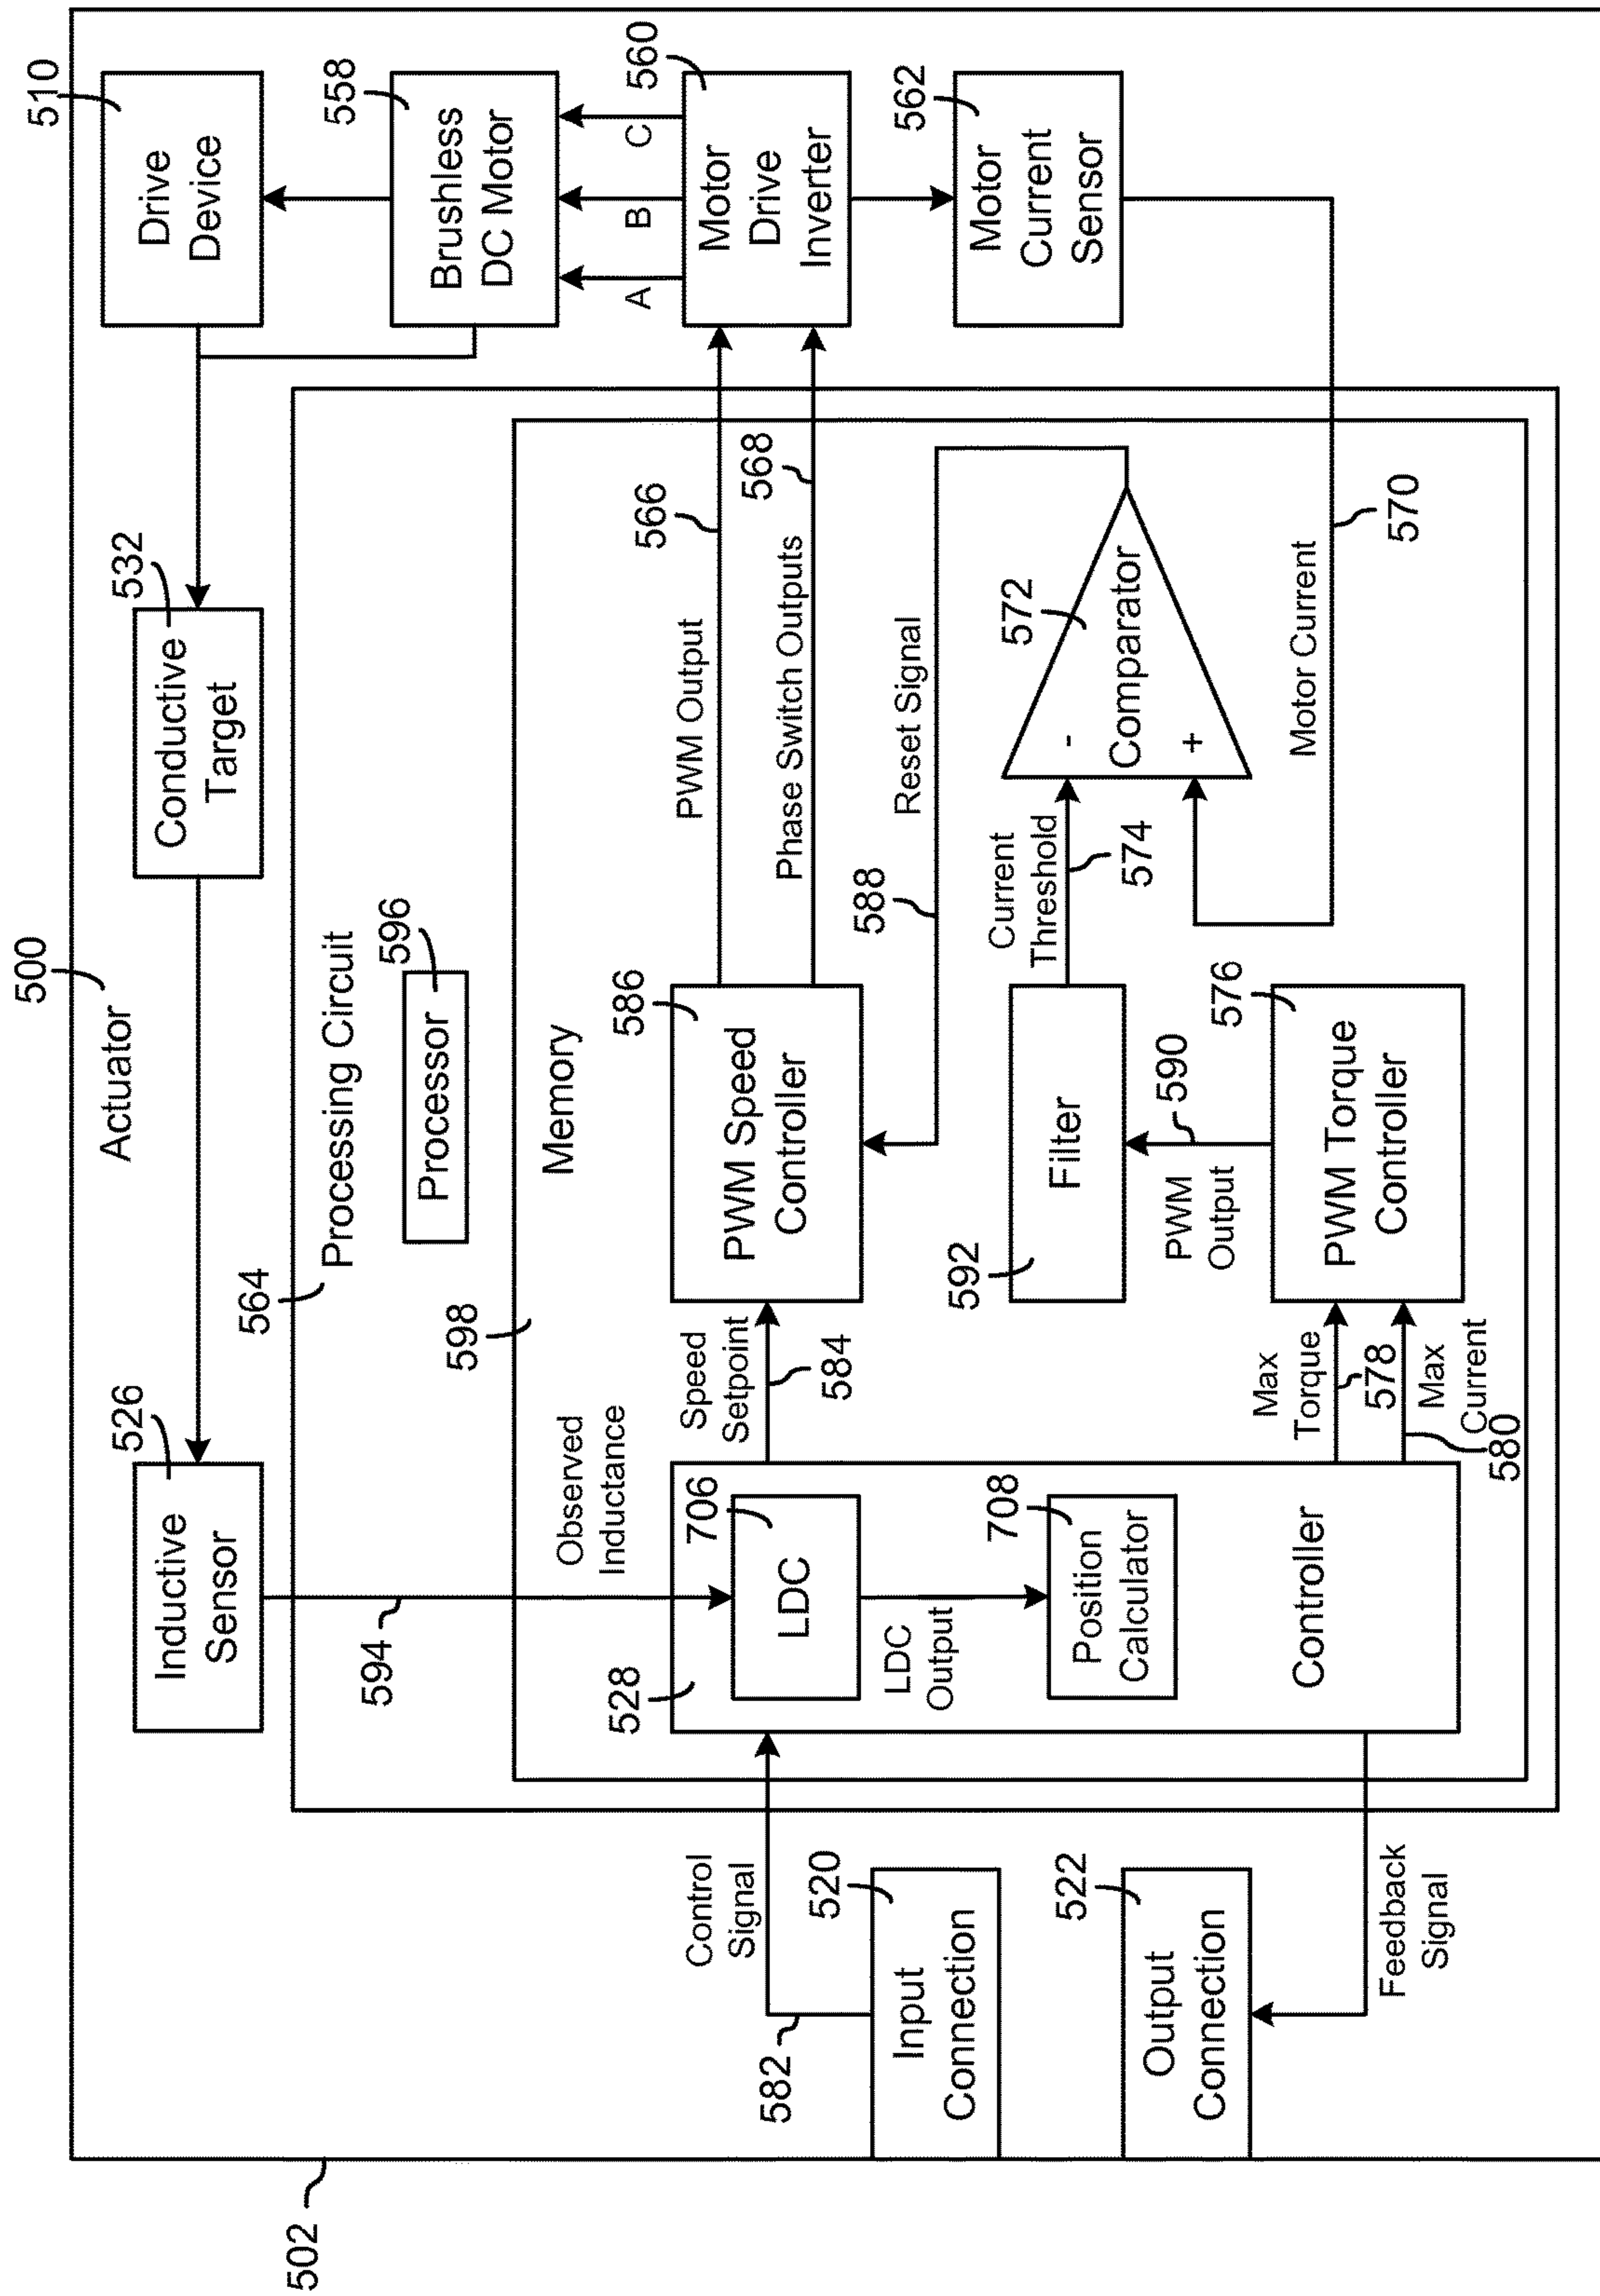 500
Actuator
502
526
Inductive
Sensor
532
Conductive
Target
510
Drive
Device
564
Processing Circuit
596
Processor
558
Brushless
DC Motor
A
B
C
560
Motor
Drive
Inverter
562
Motor
Current
Sensor
598
Memory
594
Observed
Inductance
528
706
LDC
LDC
Output
708
Position
Calculator
Controller
Speed
Setpoint
584
586
PWM Speed
Controller
566
PWM Output
568
Phase Switch Outputs
588
Reset Signal
592
Filter
Current
Threshold
574
572
-
Comparator
+
Motor Current
570
590
PWM
Output
576
PWM Torque
Controller
Max
Torque
578
Max
Current
580
Control
Signal
582
520
Input
Connection
522
Output
Connection
Feedback
Signal